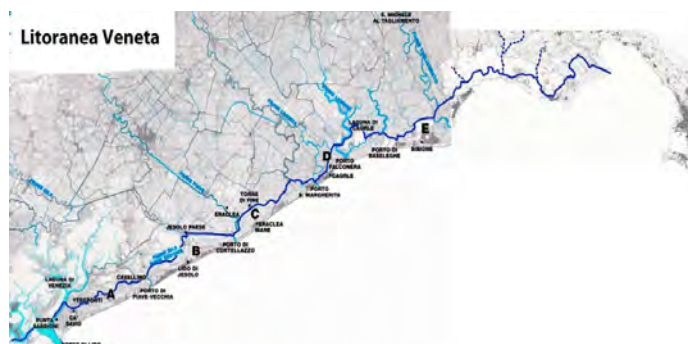 Litoranea Veneta
S. MICHELE
AL TAGLIAMENTO
LAGUNA DI
CAORLE
E
BIBIONE
PORTO DI
BASELEGHE
D
PORTO
FALCONERA
CAORLE
PORTO
S. MARGHERITA
TORRE
DI FINE
ERACLEA
C
ERACLEA
MARE
JESOLO PAESE
PORTO DI
CORTELLAZZO
B
LIDO DI
JESOLO
CAVALLINO
LAGUNA DI
VENEZIA
A
PORTO DI
PIAVE-VECCHIA
TREPORTI
CA'
SAVIO
PUNTA
SABBIONI